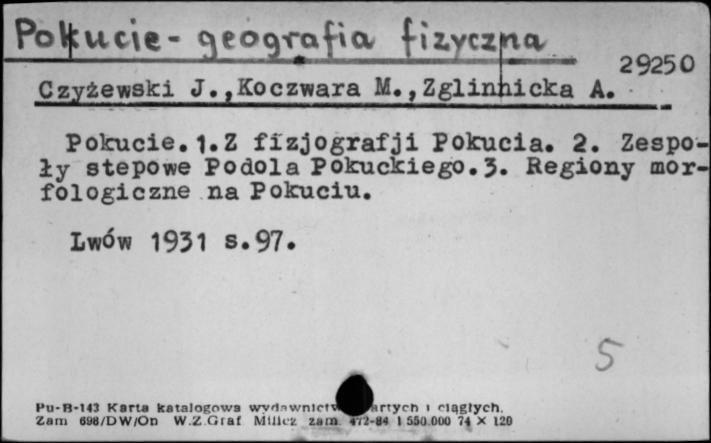 Pokucie - geografia fizyczna
29250
Czyżewski J.,Koczwara M.,Zglinnicka A.
Pokucie.1.Z fizjografji Pokucia. 2. Zespo-
ły stepowe Podola Pokuckiego.3. Regiony mor-
fologiczne na Pokuciu.
Lwów 1931 s.97.
5
Pu-B-143 Karta katalogowa ciągłych.
Zam 698/DW/On W.Z.Graf Milicz zam. 472-84 1 550.000 74 × 120